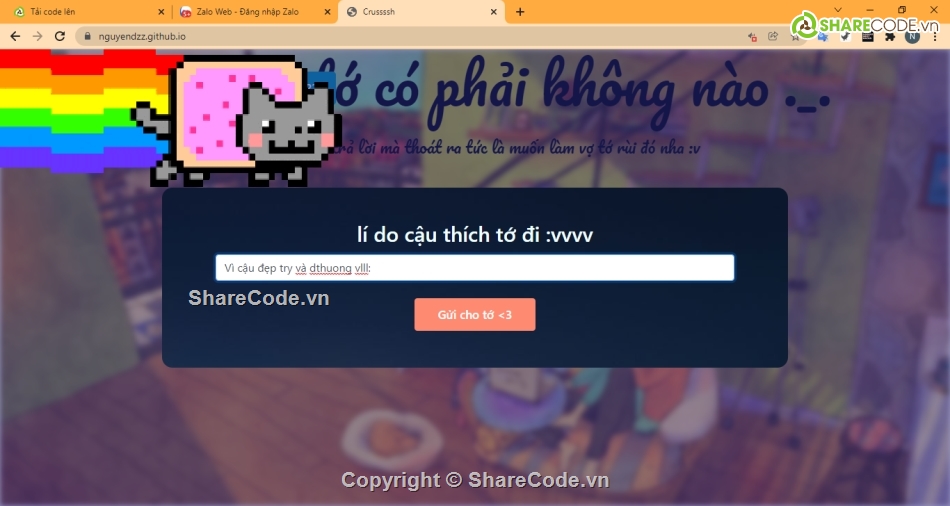 Tải code lên
Zalo Web - Đăng nhập Zalo
Crussssh
SHARECODE.vn
nguyendzz.github.io
N
tớ có phải không nào ._.
trả lời mà thoát ra tức là muốn làm vợ tớ rùi đó nha :v
lí do cậu thích tớ đi :vvvv
Vì cậu đẹp try và dthuong vlll:
ShareCode.vn
Gửi cho tớ <3
Copyright © ShareCode.vn